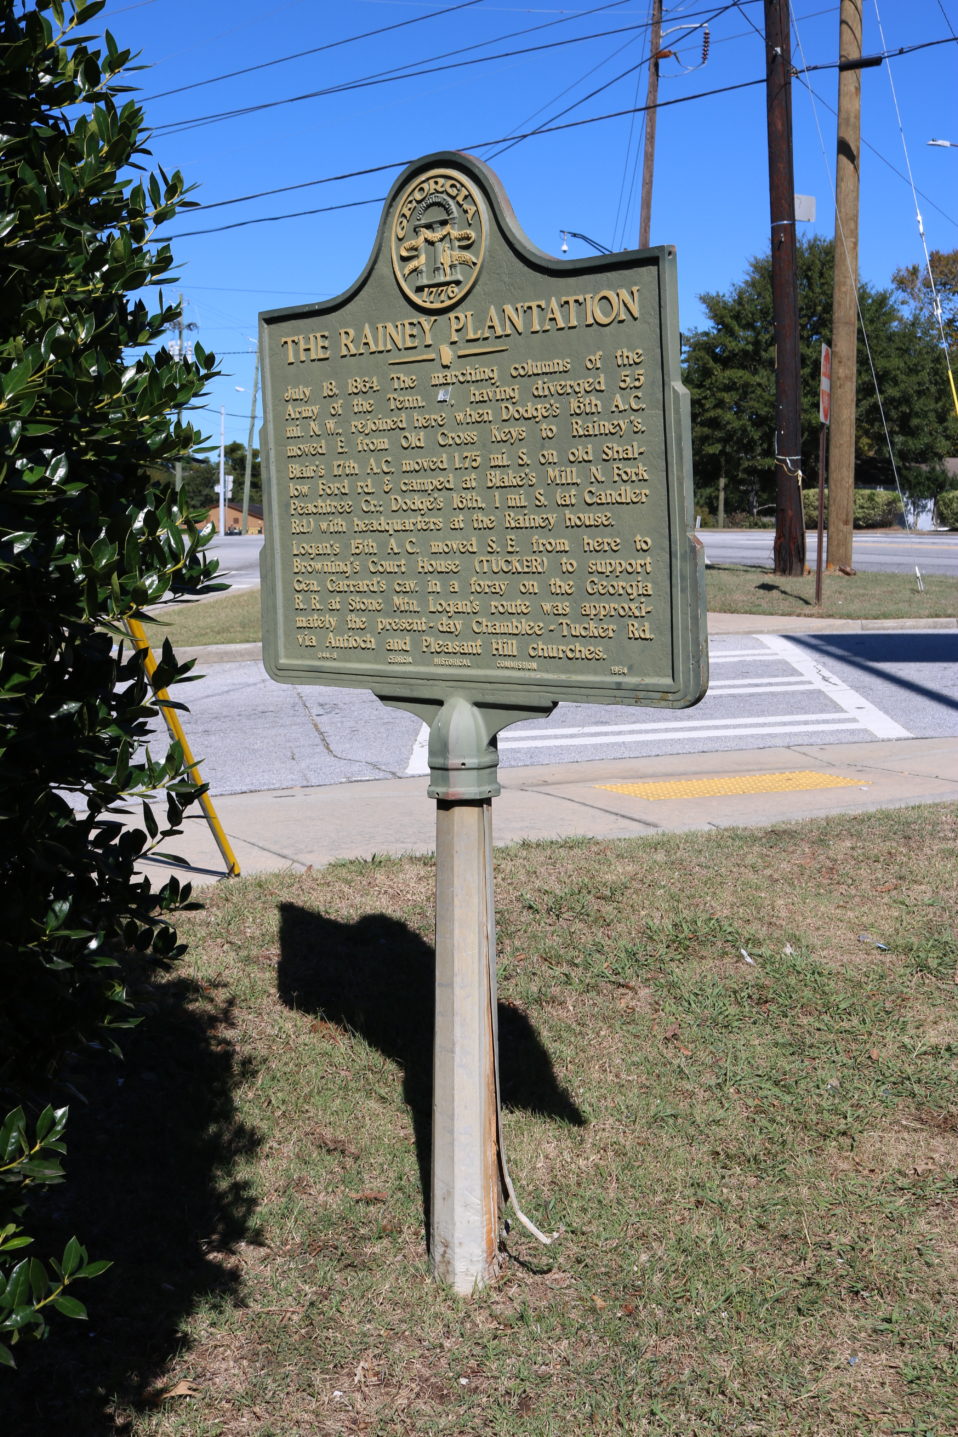 GEORGIA
1776
THE RAINEY PLANTATION
July 18, 1864. The marching columns of the
Army of the Tenn. having diverged 5.5
mi. N.W. rejoined here when Dodge's 16th A.C.
moved E. from Old Cross Keys to Rainey's.
Blair's 17th A.C. moved 1.75 mi. S. on old Shal-
low Ford rd. & camped at Blake's Mill, N. Fork
Peachtree Cr.; Dodge's 16th, 1 mi. S. (at Candler
Rd.) with headquarters at the Rainey house.
Logan's 15th A.C. moved S.E. from here to
Browning's Court House (TUCKER) to support
Gen. Garrard's cav. in a foray on the Georgia
R.R. at Stone Mtn. Logan's route was approxi-
mately the present-day Chamblee-Tucker Rd.
via Antioch and Pleasant Hill churches.
GEORGIA HISTORICAL COMMISSION 1954